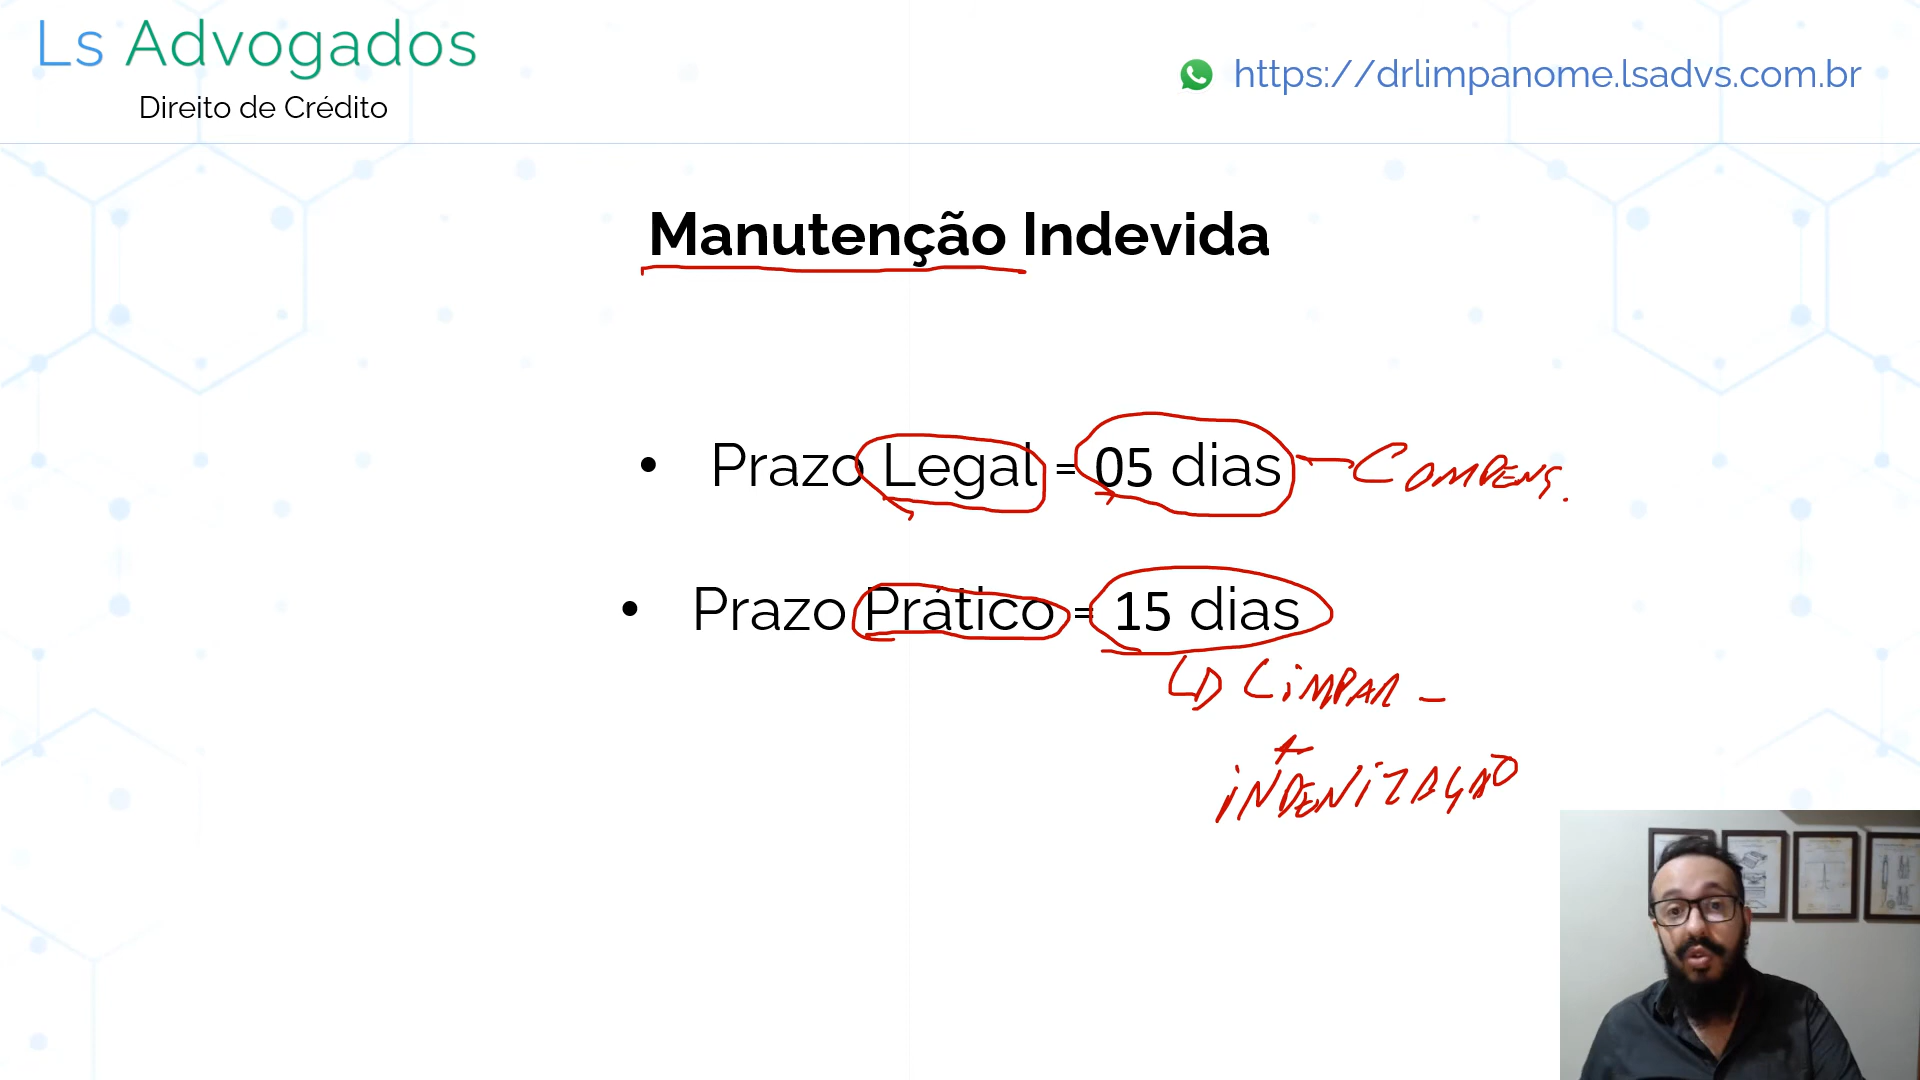 Ls Advogados
Direito de Crédito
https://drlimpanome.lsadvs.com.br
Manutenção Indevida
• Prazo Legal = 05 dias — COMPENS.
• Prazo Prático = 15 dias
LIMPAR -
+
INDENIZAÇÃO